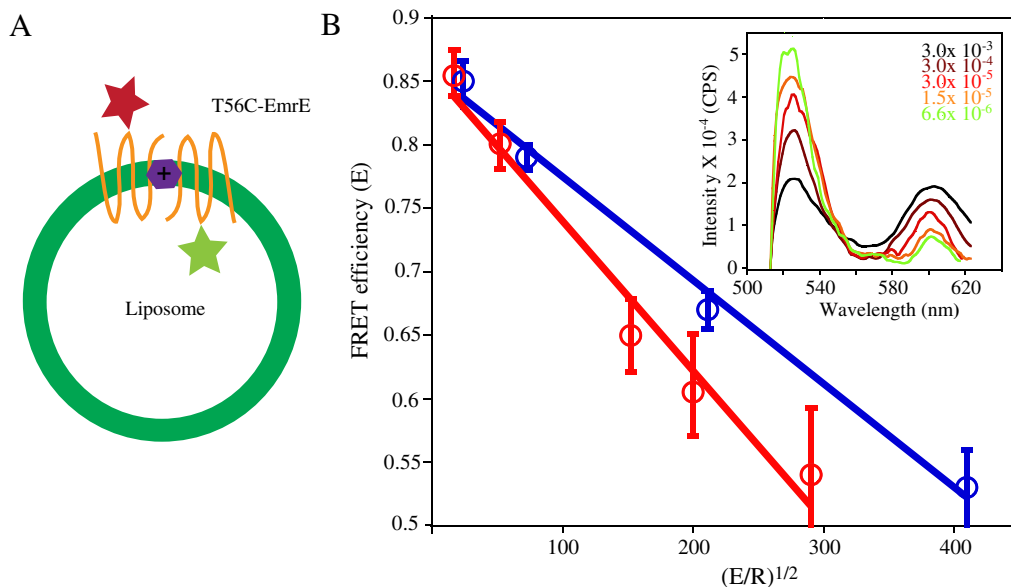 A
T56C-EmrE
+
Liposome
B
FRET efficiency (E)
0.9
0.85
0.8
0.75
0.7
0.65
0.6
0.55
0.5
100
200
300
400
(E/R)^1/2
Intensity X 10^-4 (CPS)
5
4
3
2
1
0
500
540
580
620
Wavelength (nm)
3.0x 10^-3
3.0x 10^-4
3.0x 10^-5
1.5x 10^-5
6.6x 10^-6